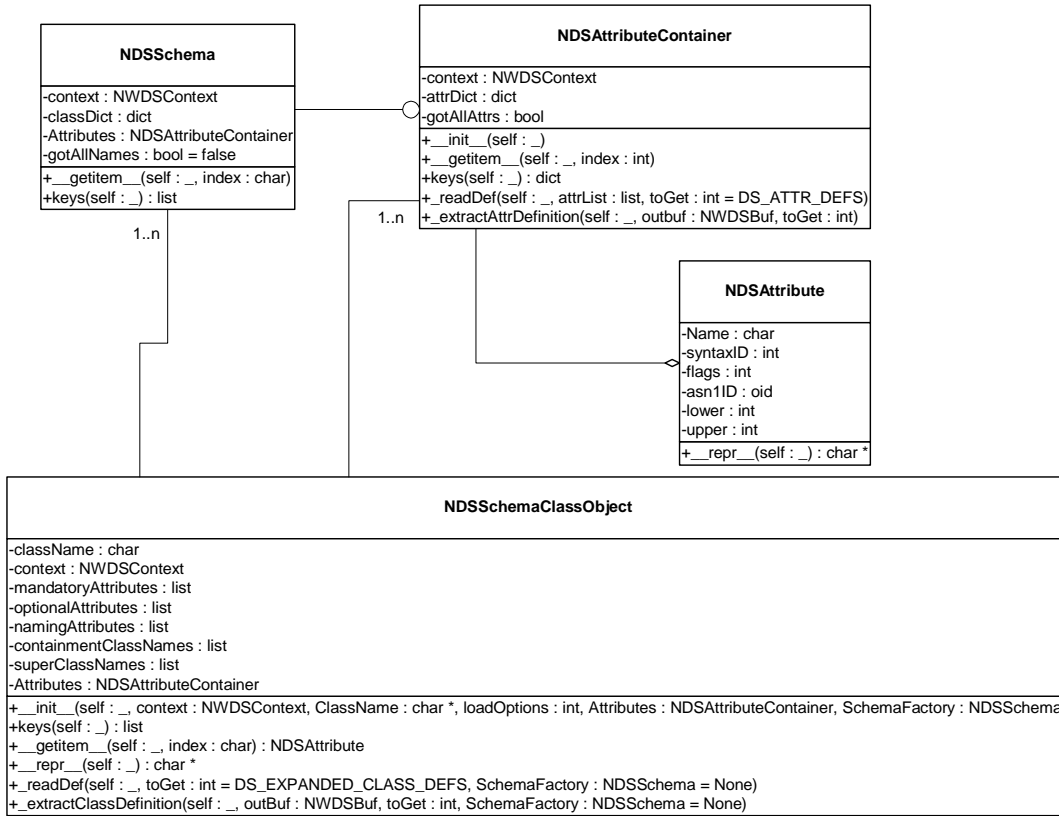 NDSSchema
-context : NWDSContext
-classDict : dict
-Attributes : NDSAttributeContainer
-gotAllNames : bool = false
+__getitem__(self : _, index : char)
+keys(self : _) : list
1..n
NDSAttributeContainer
-context : NWDSContext
-attrDict : dict
-gotAllAttrs : bool
+__init__(self : _)
+__getitem__(self : _, index : int)
+keys(self : _) : dict
+_readDef(self : _, attrList : list, toGet : int = DS_ATTR_DEFS)
+_extractAttrDefinition(self : _, outbuf : NWDSBuf, toGet : int)
1..n
NDSAttribute
-Name : char
-syntaxID : int
-flags : int
-asn1ID : oid
-lower : int
-upper : int
+__repr__(self : _) : char *
NDSSchemaClassObject
-className : char
-context : NWDSContext
-mandatoryAttributes : list
-optionalAttributes : list
-namingAttributes : list
-containmentClassNames : list
-superClassNames : list
-Attributes : NDSAttributeContainer
+__init__(self : _, context : NWDSContext, ClassName : char *, loadOptions : int, Attributes : NDSAttributeContainer, SchemaFactory : NDSSchema
+keys(self : _) : list
+__getitem__(self : _, index : char) : NDSAttribute
+__repr__(self : _) : char *
+_readDef(self : _, toGet : int = DS_EXPANDED_CLASS_DEFS, SchemaFactory : NDSSchema = None)
+_extractClassDefinition(self : _, outBuf : NWDSBuf, toGet : int, SchemaFactory : NDSSchema = None)